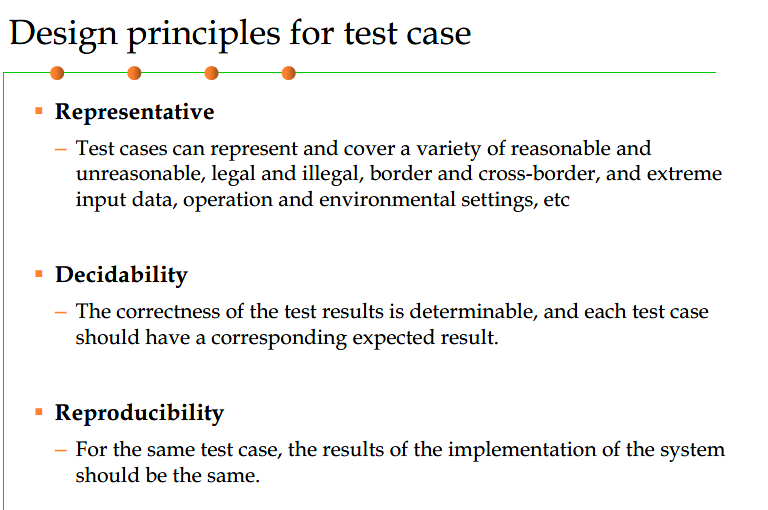 Design principles for test case
Representative
– Test cases can represent and cover a variety of reasonable and
unreasonable, legal and illegal, border and cross-border, and extreme
input data, operation and environmental settings, etc
Decidability
– The correctness of the test results is determinable, and each test case
should have a corresponding expected result.
Reproducibility
– For the same test case, the results of the implementation of the system
should be the same.